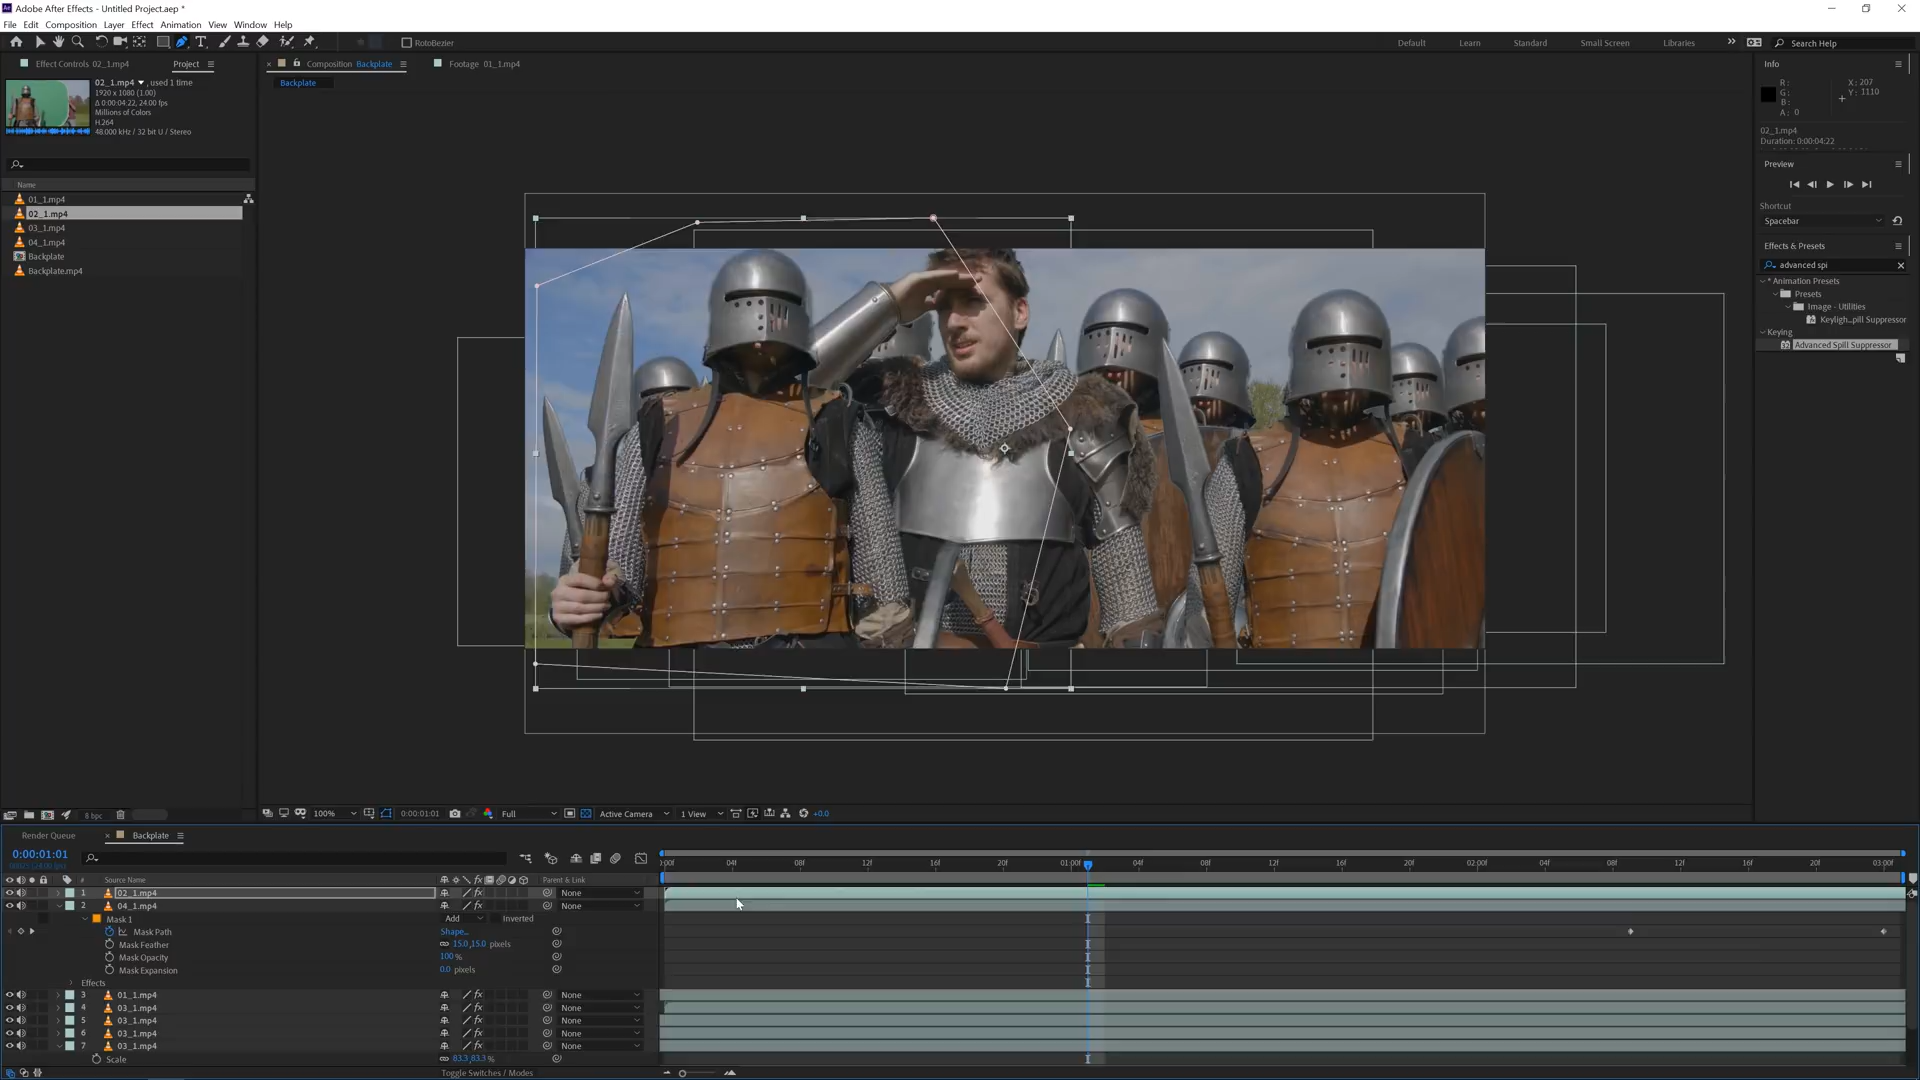 Adobe After Effects - Untitled Project.aep *
File Edit Composition Layer Effect Animation View Window Help
RotoBezier
Default Learn Standard Small Screen Libraries
Search Help
Effect Controls 02_1.mp4
Project
Composition Backplate
Footage 01_1.mp4
Backplate
02_1.mp4 , used 1 time
1920 x 1080 (1.00)
Δ 0:00:04:22, 24.00 fps
Millions of Colors
H.264
48.000 kHz / 32 bit U / Stereo
Name
01_1.mp4
02_1.mp4
03_1.mp4
04_1.mp4
Backplate
Backplate.mp4
8 bpc
Info
R :
G :
B :
A : 0
X : 207
Y : 1110
02_1.mp4
Duration: 0:00:04:22
Preview
Shortcut
Spacebar
Effects & Presets
advanced spi
* Animation Presets
Presets
Image - Utilities
Keyligh...pill Suppressor
Keying
Advanced Spill Suppressor
100% 0:00:01:01 Full Active Camera 1 View +0.0
Render Queue
Backplate
0:00:01:01
:00f 04f 08f 12f 16f 20f 01:00f 04f 08f 12f 16f 20f 02:00f 04f 08f 12f 16f 20f 03:00f
# Source Name Parent & Link
1 02_1.mp4 None
2 04_1.mp4 None
Mask 1 Add Inverted
Mask Path Shape...
Mask Feather 15.0,15.0 pixels
Mask Opacity 100 %
Mask Expansion 0.0 pixels
Effects
3 01_1.mp4 None
4 03_1.mp4 None
5 03_1.mp4 None
6 03_1.mp4 None
7 03_1.mp4 None
Scale 83.3,83.3 %
Toggle Switches / Modes